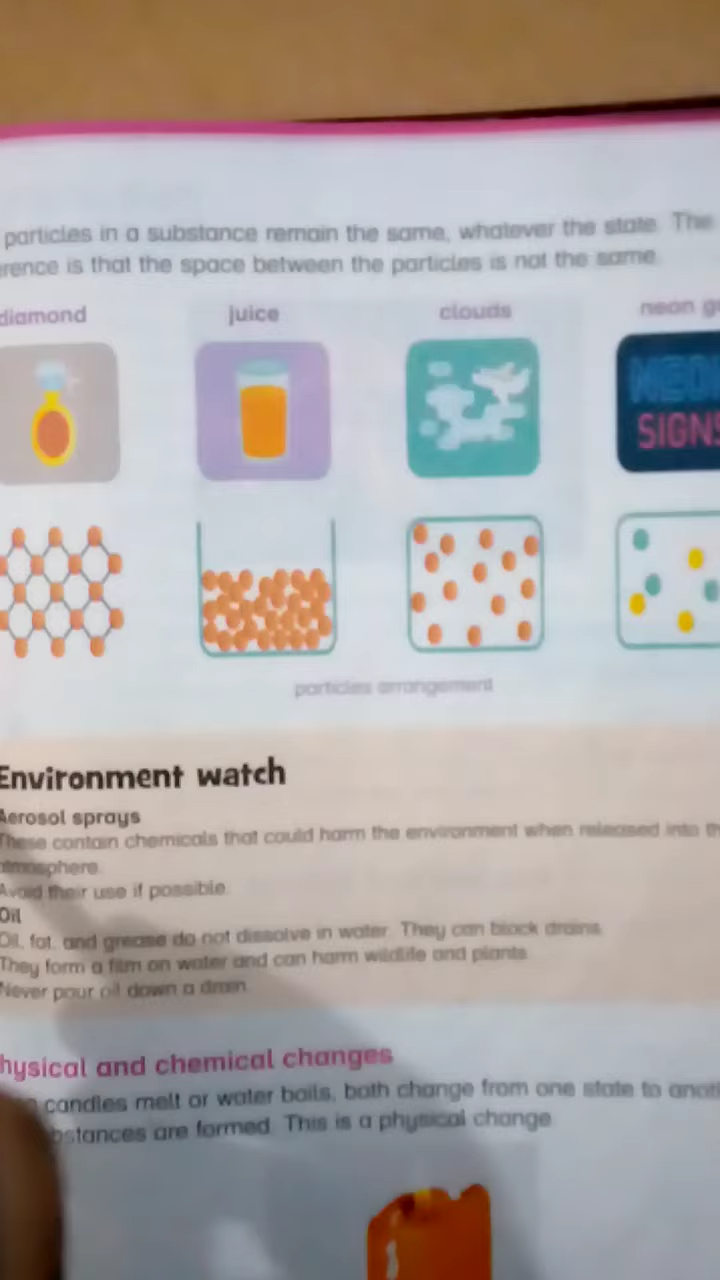 particles in a substance remain the same, whatever the state. The
rence is that the space between the particles is not the same.
diamond
juice
clouds
neon g
NEON
SIGNS
particles arrangement
Environment watch
Aerosol sprays
These contain chemicals that could harm the environment when released into th
atmosphere.
Avoid their use if possible.
Oil
Oil, fat, and grease do not dissolve in water. They can block drains.
They form a film on water and can harm wildlife and plants.
Never pour oil down a drain.
hysical and chemical changes
candles melt or water boils, both change from one state to anot
bstances are formed. This is a physical change.